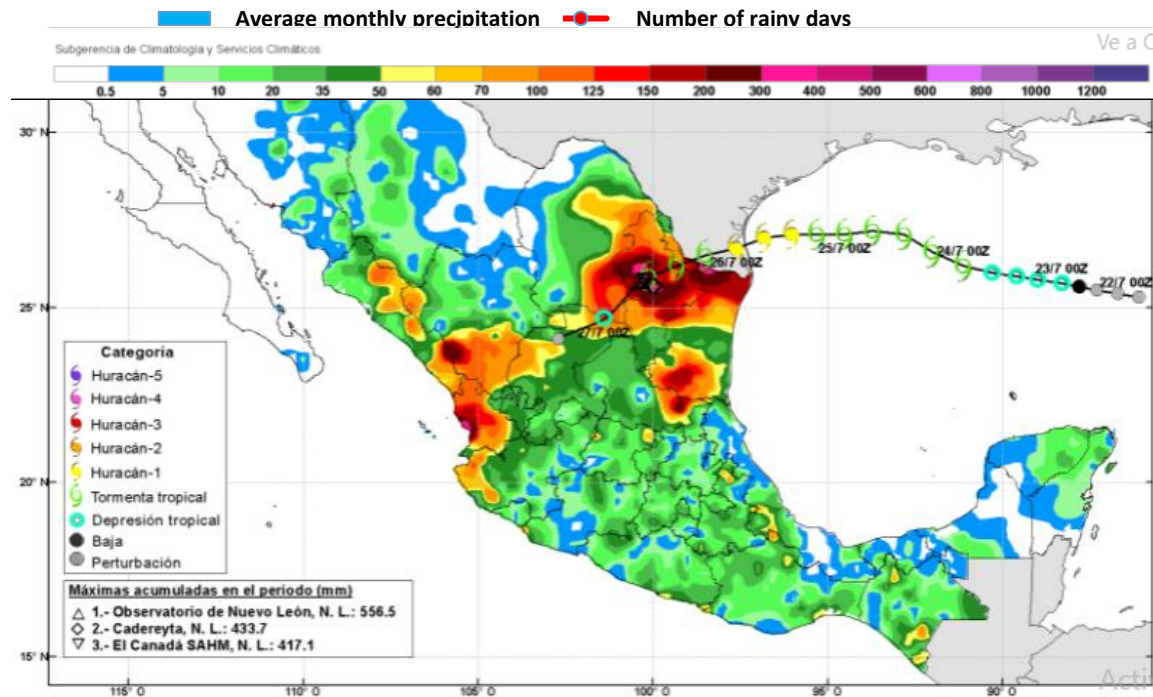 Average monthly precipitation Number of rainy days
Ve a C
Subgerencia de Climatología y Servicios Climáticos
0.5 5 10 20 35 50 60 70 100 125 150 200 300 400 500 600 800 1000 1200
30° N
25° N
20° N
15° N
26/7 00Z
25/7 00Z
24/7 00Z
23/7 00Z
22/7 00Z
27/7 00Z
Categoría
Huracán-5
Huracán-4
Huracán-3
Huracán-2
Huracán-1
Tormenta tropical
Depresión tropical
Baja
Perturbación
Máximas acumuladas en el periodo (mm)
1.- Observatorio de Nuevo León, N. L.: 556.5
2.- Cadereyta, N. L.: 433.7
3.- El Canadá SAHM, N. L.: 417.1
Acti
115° O 110° O 105° O 100° O 95° O 90° O